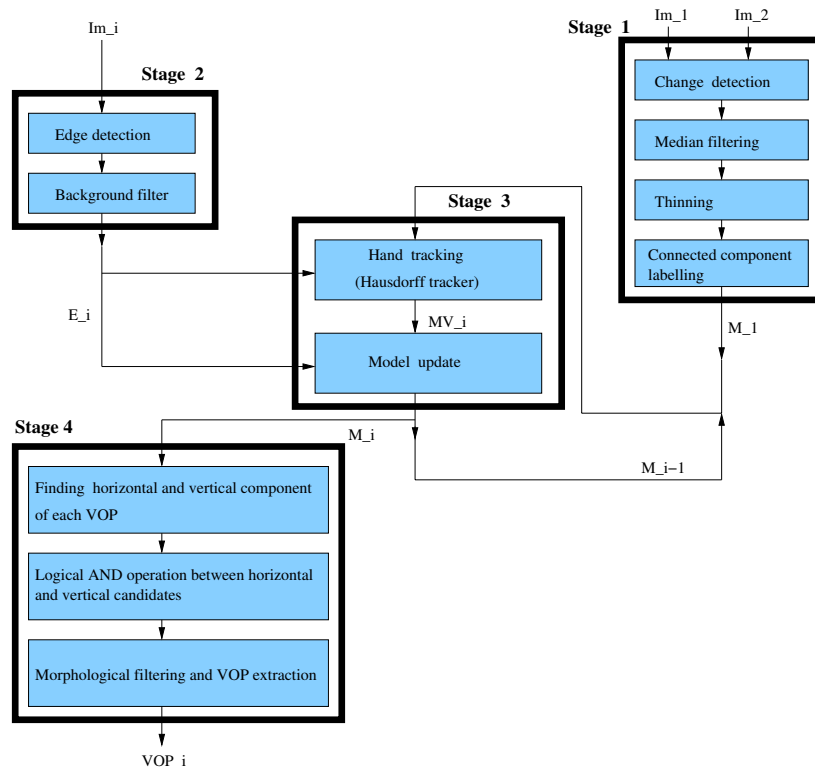 Im_1
Im_2
Im_i
Stage 1
Stage 2
Change detection
Edge detection
Median filtering
Background filter
Thinning
Stage 3
Hand tracking
(Hausdorff tracker)
Connected component
labelling
E_i
MV_i
M_1
Model update
Stage 4
M_i
M_i−1
Finding horizontal and vertical component
of each VOP
Logical AND operation between horizontal
and vertical candidates
Morphological filtering and VOP extraction
VOP_i